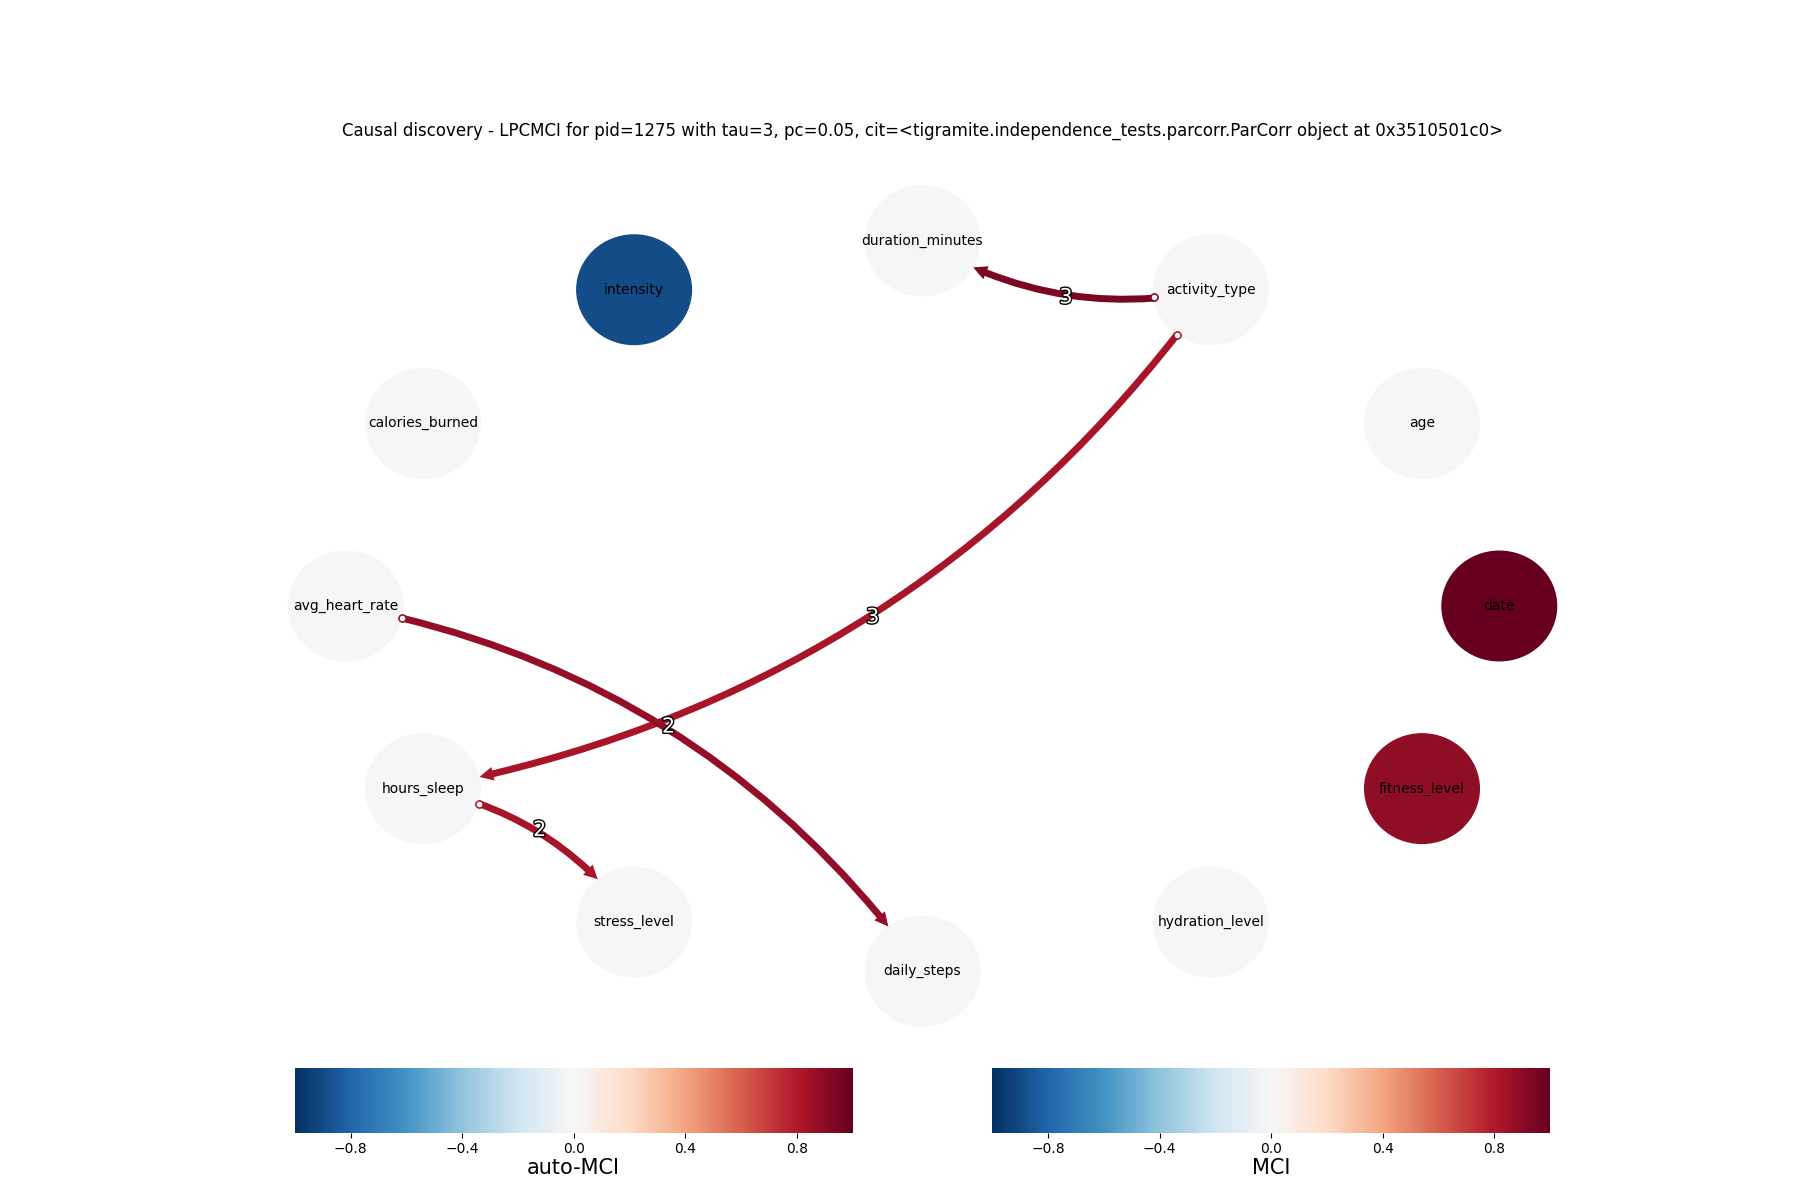 Causal discovery - LPCMCI for pid=1275 with tau=3, pc=0.05, cit=<tigramite.independence_tests.parcorr.ParCorr object at 0x3510501c0>
duration_minutes
intensity
activity_type
3
calories_burned
age
avg_heart_rate
date
3
2
hours_sleep
fitness_level
2
stress_level
hydration_level
daily_steps
−0.8 −0.4 0.0 0.4 0.8
auto-MCI
−0.8 −0.4 0.0 0.4 0.8
MCI